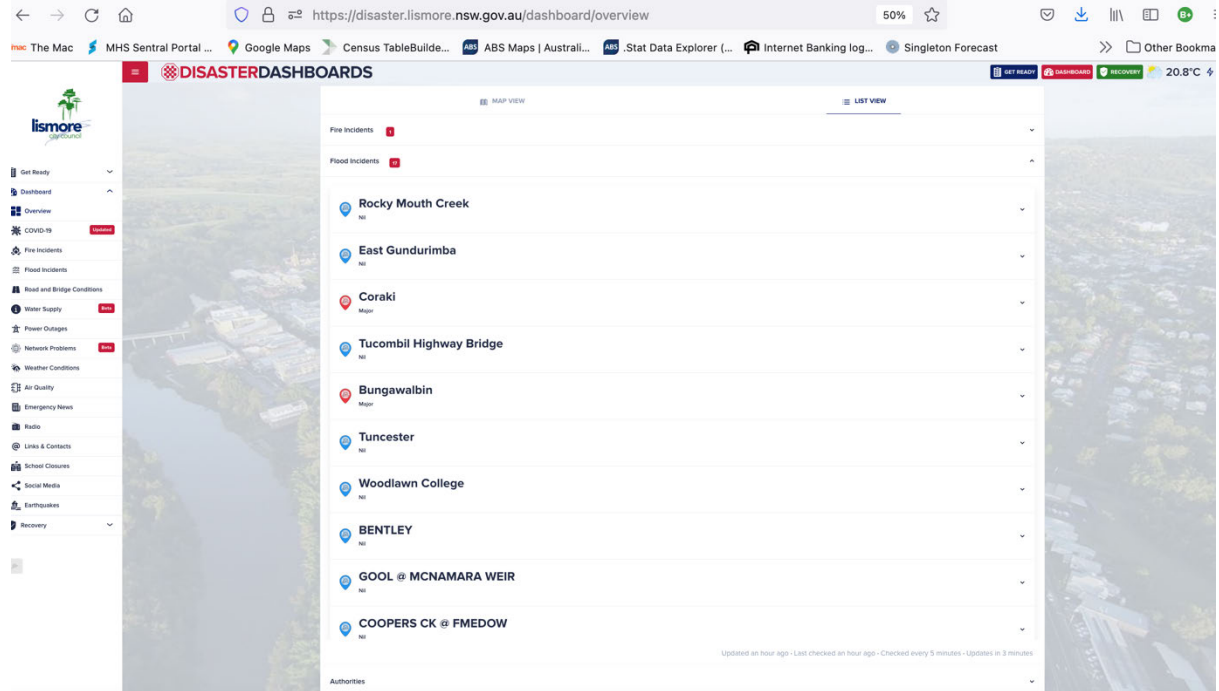 https://disaster.lismore.nsw.gov.au/dashboard/overview
50%
mac The Mac
MHS Sentral Portal ...
Google Maps
Census TableBuilde...
ABS ABS Maps | Australi...
ABS .Stat Data Explorer (...
Internet Banking log...
Singleton Forecast
Other Bookma
DISASTERDASHBOARDS
GET READY
DASHBOARD
RECOVERY
20.8°C
lismore
city council
Get Ready
Dashboard
Overview
COVID-19 Updated
Fire Incidents
Flood Incidents
Road and Bridge Conditions
Water Supply Beta
Power Outages
Network Problems Beta
Weather Conditions
Air Quality
Emergency News
Radio
Links & Contacts
School Closures
Social Media
Earthquakes
Recovery
MAP VIEW
LIST VIEW
Fire Incidents 1
Flood Incidents 17
Rocky Mouth Creek
Nil
East Gundurimba
Nil
Coraki
Major
Tucombil Highway Bridge
Nil
Bungawalbin
Major
Tuncester
Nil
Woodlawn College
Nil
BENTLEY
Nil
GOOL @ MCNAMARA WEIR
Nil
COOPERS CK @ FMEDOW
Nil
Updated an hour ago - Last checked an hour ago - Checked every 5 minutes - Updates in 3 minutes
Authorities